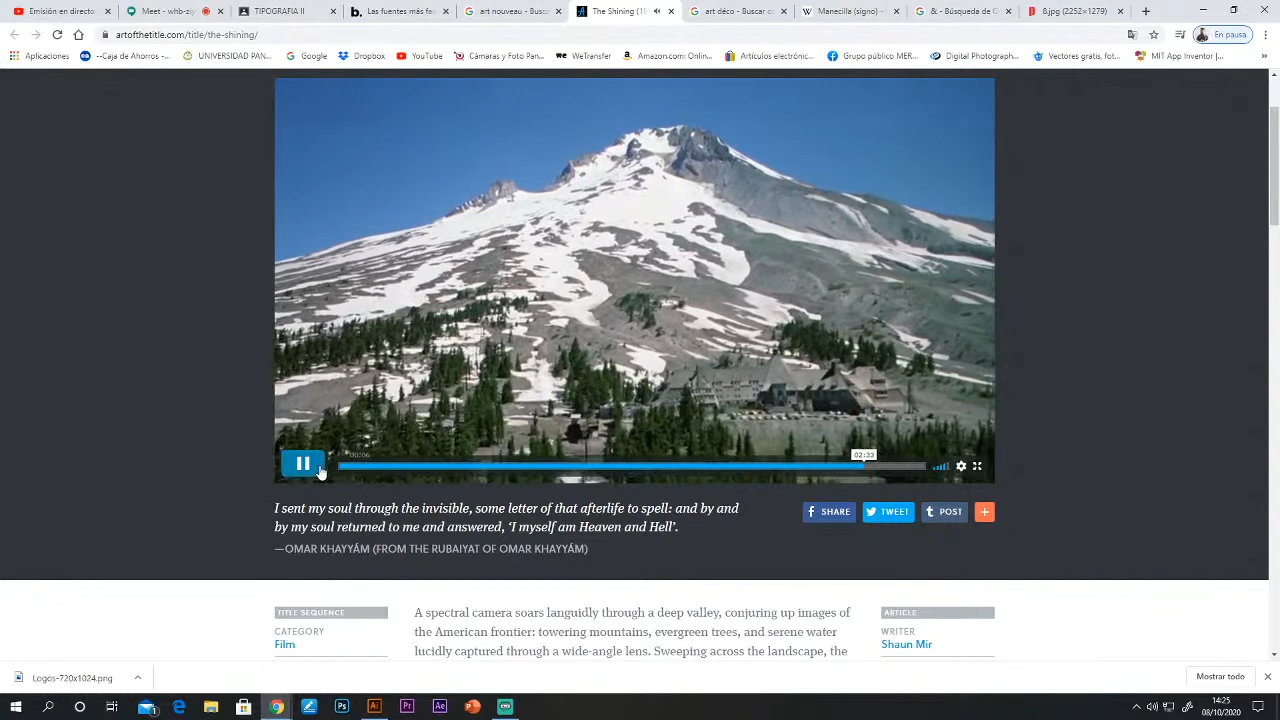 Emisión en directo
Meet - whb-zig
TIPOGRAFIA II
Las fuentes más fa
art nouveau - Busc
The Shining (19
art séco - Buscar c
Manecilla (signo) -
& - Búsqueda de G
8.jpg (2252×1279)
artofthetitle.com/title/the-shining/
En pausa
Aplicaciones
--Caja de Ahorros -...
UNIVERSIDAD PAN...
Google
Dropbox
YouTube
Cámaras y Foto Pan...
WeTransfer
Amazon.com: Onlin...
Artículos electrónic...
Facebook
Digital Photograph...
Vectores gratis, fot...
MIT App Inventor |...
00:06
02:33
I sent my soul through the invisible, some letter of that afterlife to spell: and by and
by my soul returned to me and answered, ‘I myself am Heaven and Hell’.
—OMAR KHAYYÁM (FROM THE RUBAIYAT OF OMAR KHAYYÁM)
SHARE
TWEET
POST
TITLE SEQUENCE
CATEGORY
Film
A spectral camera soars languidly through a deep valley, conjuring up images of
the American frontier: towering mountains, evergreen trees, and serene water
lucidly captured through a wide-angle lens. Sweeping across the landscape, the
ARTICLE
WRITER
Shaun Mir
Logos-720x1024.png
Mostrar todo
14:25
08/10/2020